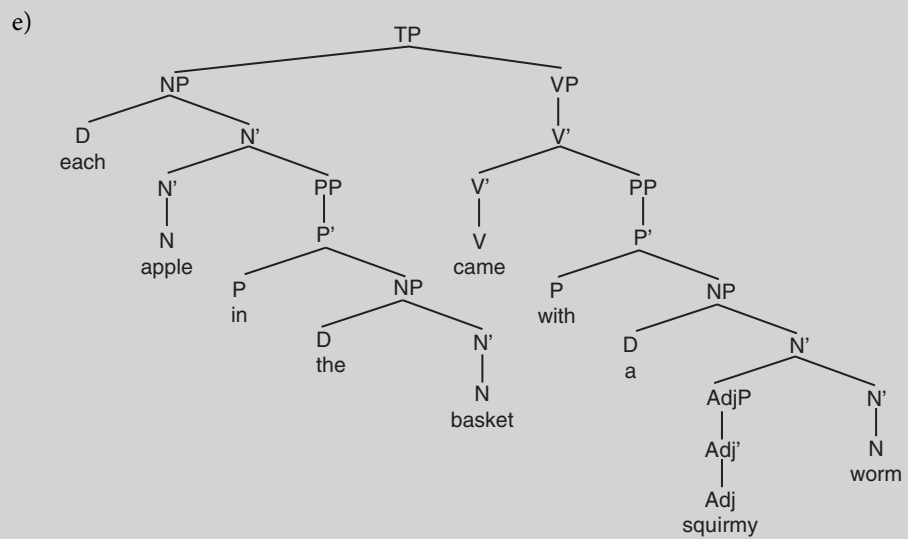 e)
TP
NP VP
D N' V'
each
N' PP V' PP
N P' V P'
apple came
P NP P NP
in with
D N' D N'
the a
N AdjP N'
basket
Adj' N
worm
Adj
squirmy